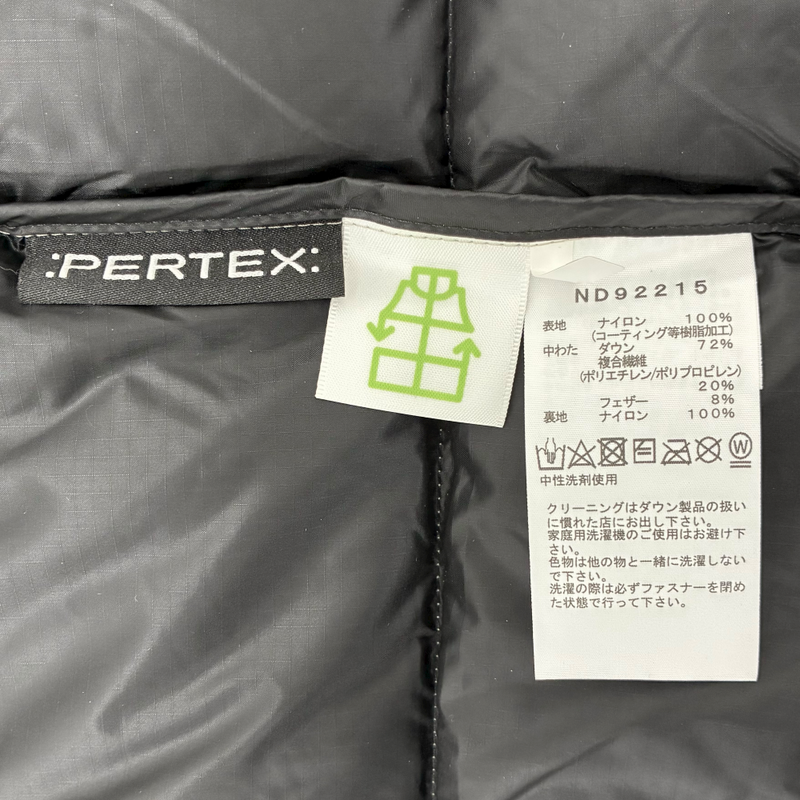 :PERTEX:
ND92215
表地 ナイロン 100%
(コーティング等樹脂加工)
中わた ダウン 72%
複合繊維
(ポリエチレン/ポリプロピレン)
20%
フェザー 8%
裏地 ナイロン 100%
W
中性洗剤使用
クリーニングはダウン製品の扱い
に慣れた店にお出し下さい。
家庭用洗濯機のご使用はお避け下
さい。
色物は他の物と一緒に洗濯しない
で下さい。
洗濯の際は必ずファスナーを閉め
た状態で行って下さい。